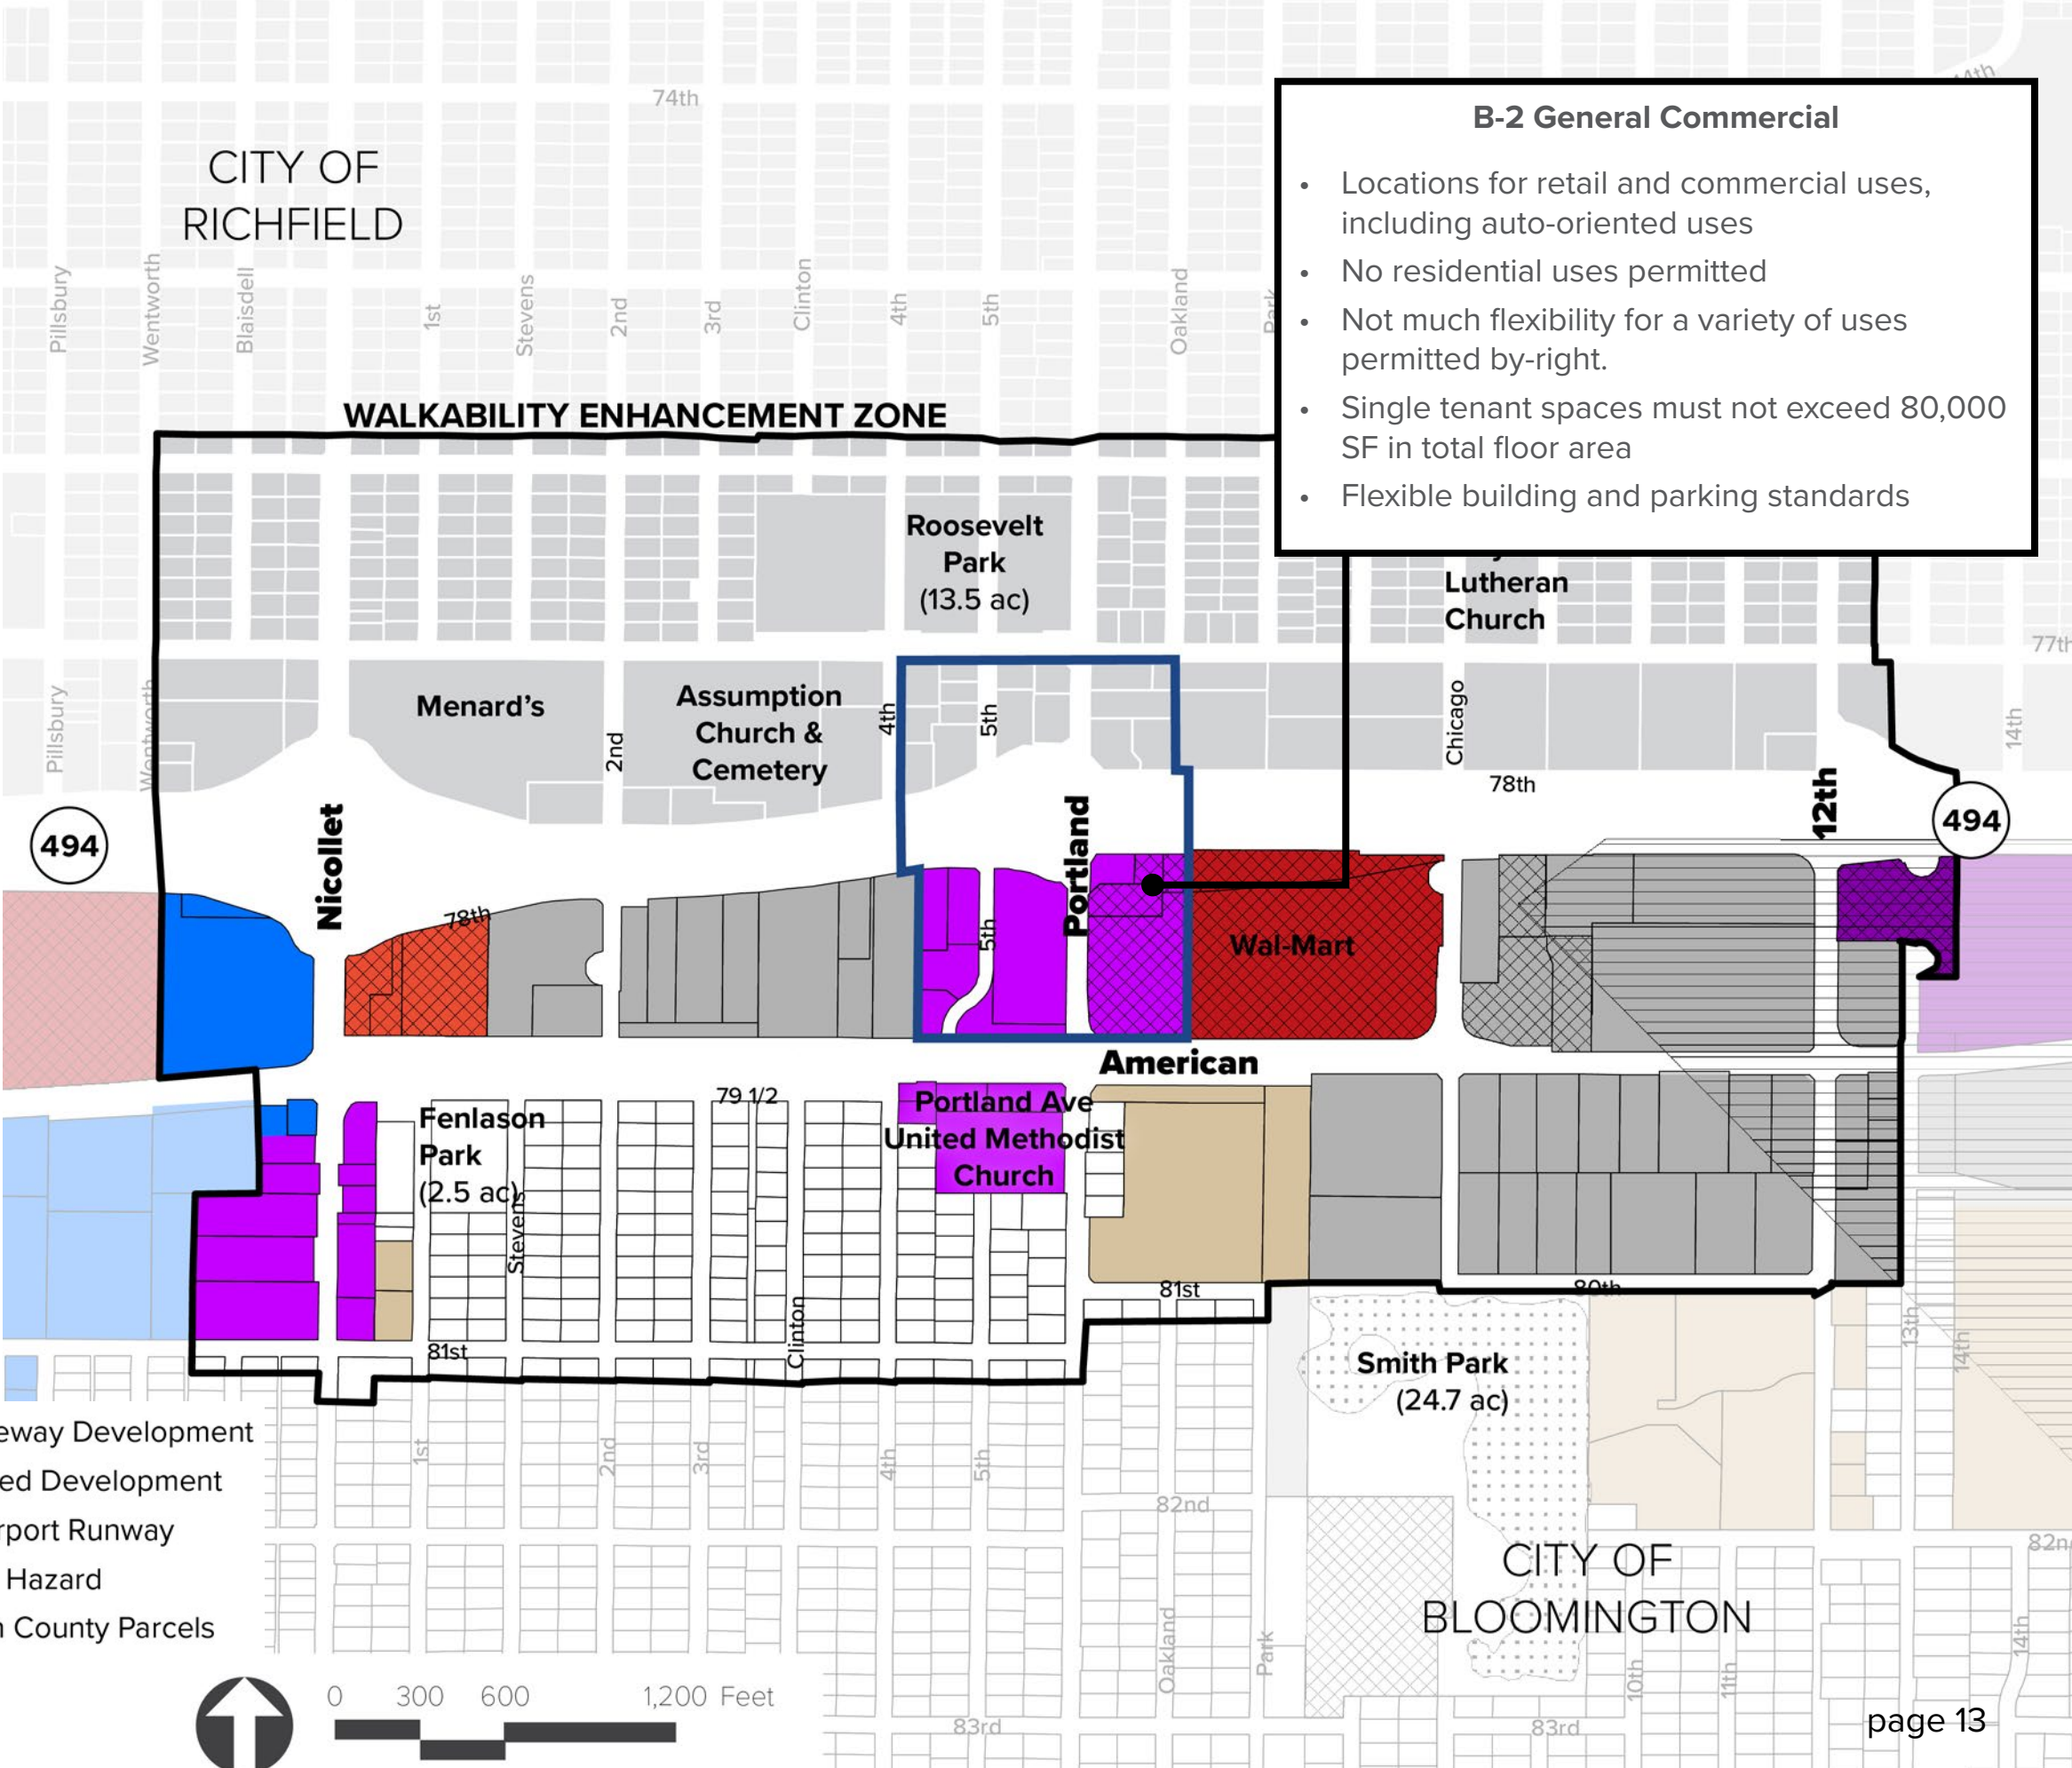 74th
14th
CITY OF
RICHFIELD
Pillsbury
Wentworth
Blaisdell
1st
Stevens
2nd
3rd
Clinton
4th
5th
Oakland
B-2 General Commercial
• Locations for retail and commercial uses,
including auto-oriented uses
• No residential uses permitted
• Not much flexibility for a variety of uses
permitted by-right.
• Single tenant spaces must not exceed 80,000
SF in total floor area
• Flexible building and parking standards
WALKABILITY ENHANCEMENT ZONE
Roosevelt
Park
(13.5 ac)
Lutheran
Church
77th
Pillsbury
Wentworth
Menard's
2nd
Assumption
Church &
Cemetery
4th
5th
Chicago
14th
78th
494
Nicollet
Portland
12th
494
78th
5th
Wal-Mart
American
79 1/2
Fenlason
Park
(2.5 ac)
Stevens
Portland Ave
United Methodist
Church
81st
80th
Clinton
81st
13th
14th
Smith Park
(24.7 ac)
eway Development
ed Development
rport Runway
Hazard
County Parcels
1st
2nd
3rd
4th
5th
82nd
CITY OF
BLOOMINGTON
Oakland
Park
10th
11th
14th
0 300 600 1,200 Feet
83rd
83rd
page 13